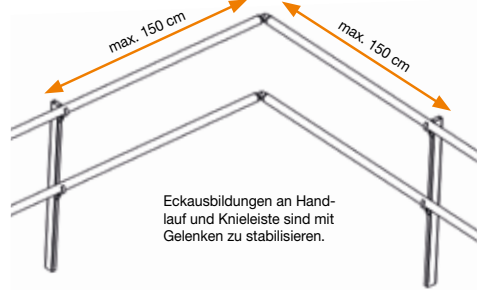 max. 150 cm
max. 150 cm
Eckausbildungen an Hand-
lauf und Knieleiste sind mit
Gelenken zu stabilisieren.